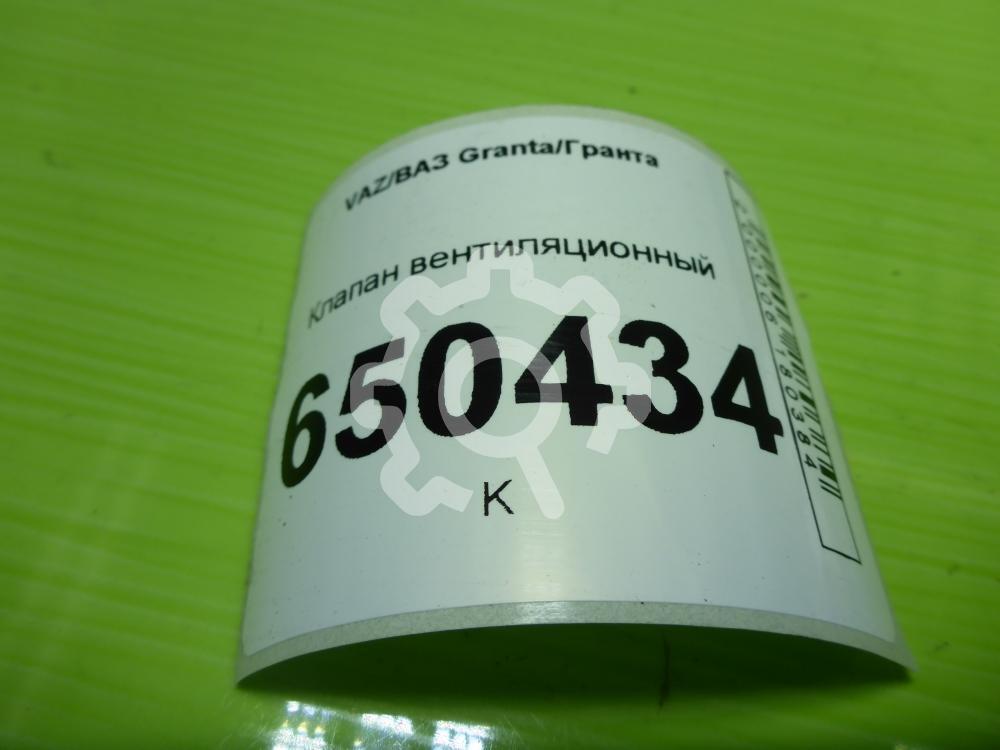 VAZ/ВАЗ Granta/Гранта
Клапан вентиляционный
650434
К